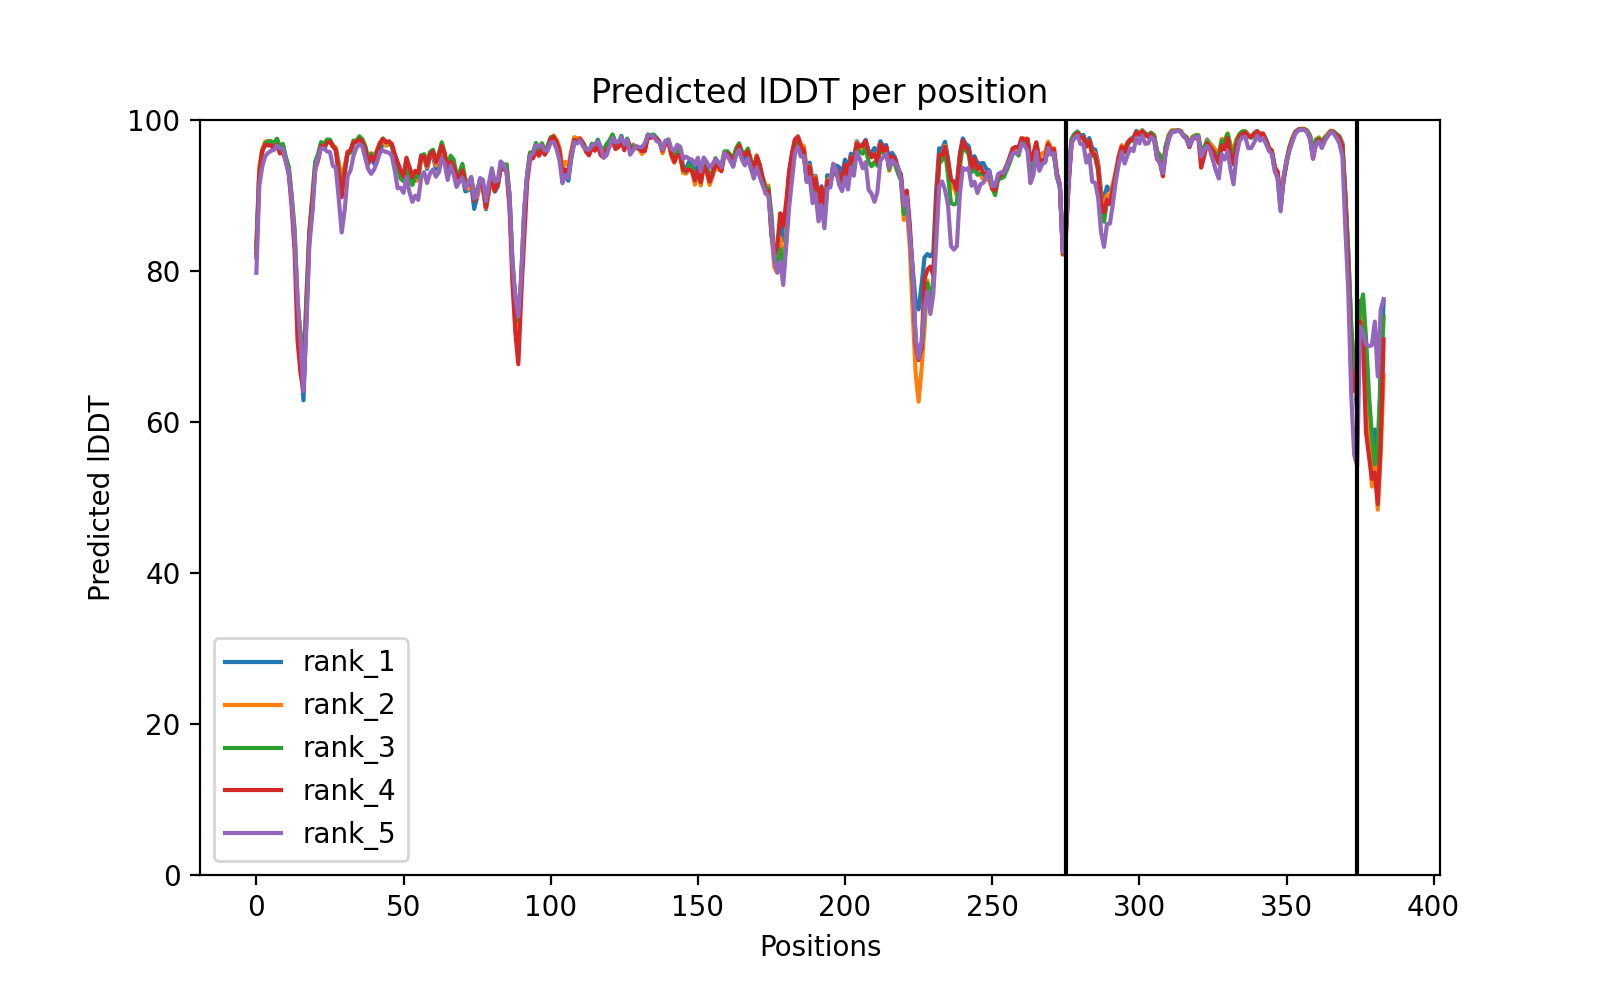 Predicted lDDT per position
100
80
60
40
20
0
Predicted lDDT
rank_1
rank_2
rank_3
rank_4
rank_5
0 50 100 150 200 250 300 350 400
Positions